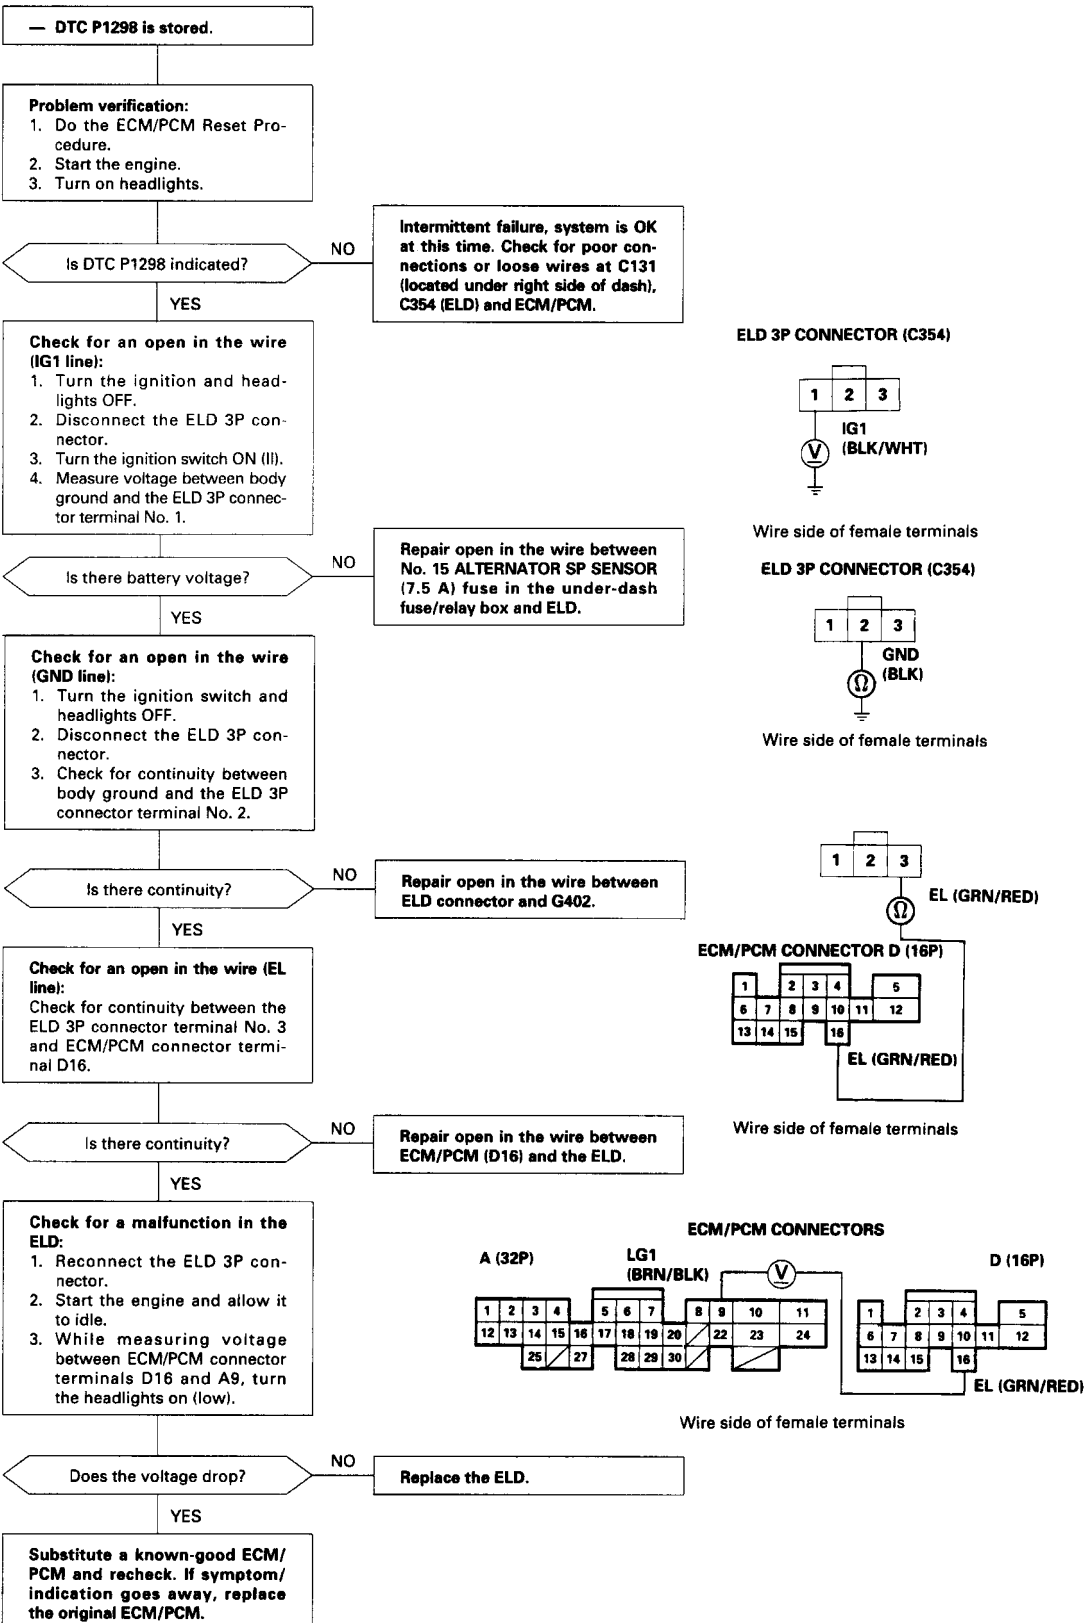 — DTC P1298 is stored.
Problem verification:
1. Do the ECM/PCM Reset Pro-
cedure.
2. Start the engine.
3. Turn on headlights.
Is DTC P1298 indicated?
NO
Intermittent failure, system is OK
at this time. Check for poor con-
nections or loose wires at C131
(located under right side of dash),
C354 (ELD) and ECM/PCM.
YES
Check for an open in the wire
(IG1 line):
1. Turn the ignition and head-
lights OFF.
2. Disconnect the ELD 3P con-
nector.
3. Turn the ignition switch ON (II).
4. Measure voltage between body
ground and the ELD 3P connec-
tor terminal No. 1.
ELD 3P CONNECTOR (C354)
1 2 3
IG1
(BLK/WHT)
V
Wire side of female terminals
Is there battery voltage?
NO
Repair open in the wire between
No. 15 ALTERNATOR SP SENSOR
(7.5 A) fuse in the under-dash
fuse/relay box and ELD.
YES
ELD 3P CONNECTOR (C354)
1 2 3
GND
(BLK)
Ω
Wire side of female terminals
Check for an open in the wire
(GND line):
1. Turn the ignition switch and
headlights OFF.
2. Disconnect the ELD 3P con-
nector.
3. Check for continuity between
body ground and the ELD 3P
connector terminal No. 2.
Is there continuity?
NO
Repair open in the wire between
ELD connector and G402.
YES
1 2 3
EL (GRN/RED)
Ω
ECM/PCM CONNECTOR D (16P)
1 2 3 4 5
6 7 8 9 10 11 12
13 14 15 16
EL (GRN/RED)
Wire side of female terminals
Check for an open in the wire (EL
line):
Check for continuity between the
ELD 3P connector terminal No. 3
and ECM/PCM connector termi-
nal D16.
Is there continuity?
NO
Repair open in the wire between
ECM/PCM (D16) and the ELD.
YES
Check for a malfunction in the
ELD:
1. Reconnect the ELD 3P con-
nector.
2. Start the engine and allow it
to idle.
3. While measuring voltage
between ECM/PCM connector
terminals D16 and A9, turn
the headlights on (low).
ECM/PCM CONNECTORS
A (32P)
LG1
(BRN/BLK)
V
D (16P)
1 2 3 4 5 6 7 8 9 10 11
12 13 14 15 16 17 18 19 20 22 23 24
25 27 28 29 30
1 2 3 4 5
6 7 8 9 10 11 12
13 14 15 16
EL (GRN/RED)
Wire side of female terminals
Does the voltage drop?
NO
Replace the ELD.
YES
Substitute a known-good ECM/
PCM and recheck. If symptom/
indication goes away, replace
the original ECM/PCM.